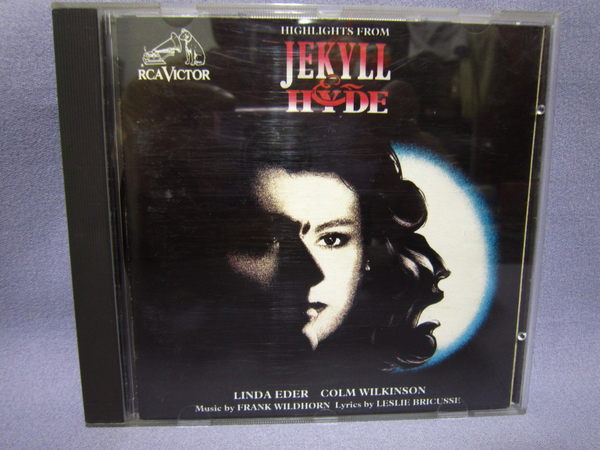 HIGHLIGHTS FROM
JEKYLL
& HYDE
RCA VICTOR
LINDA EDER COLM WILKINSON
Music by FRANK WILDHORN Lyrics by LESLIE BRICUSSE